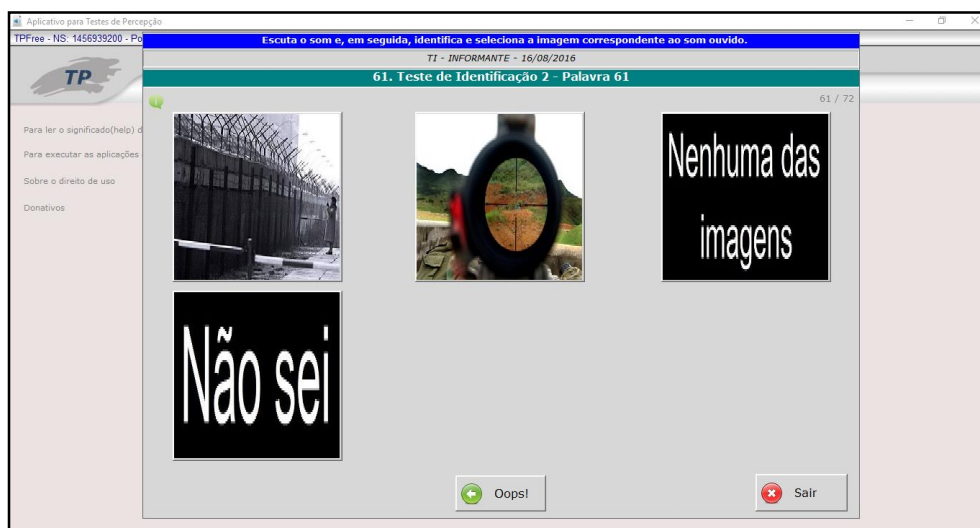 Aplicativo para Testes de Percepção
TPFree - NS: 1456939200 - Po
Escuta o som e, em seguida, identifica e seleciona a imagem correspondente ao som ouvido.
TI - INFORMANTE - 16/08/2016
61. Teste de Identificação 2 - Palavra 61
61 / 72
TP
Para ler o significado(help) d
Para executar as aplicações
Sobre o direito de uso
Donativos
Nenhuma das
imagens
Não sei
Oops!
Sair